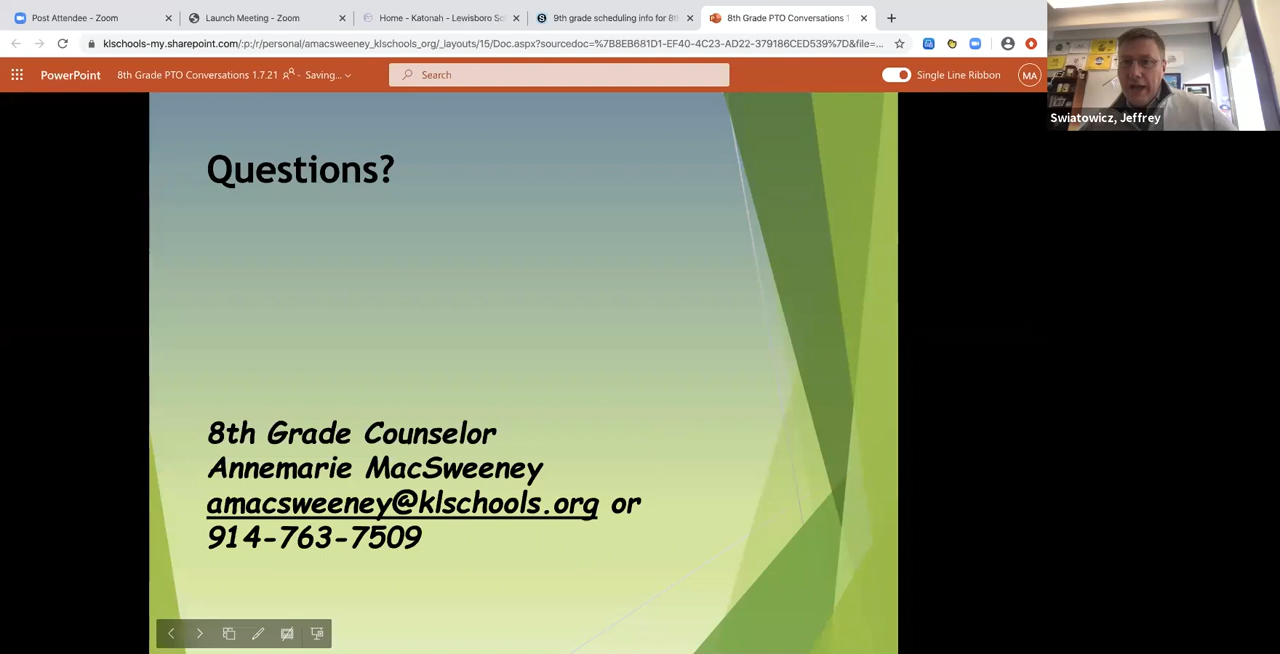 Post Attendee - Zoom
Launch Meeting - Zoom
Home - Katonah - Lewisboro Sc
9th grade scheduling info for 8t
8th Grade PTO Conversations 1
klschools-my.sharepoint.com/:p:/r/personal/amacsweeney_klschools_org/_layouts/15/Doc.aspx?sourcedoc=%7B8EB681D1-EF40-4C23-AD22-379186CED539%7D&file=...
PowerPoint
8th Grade PTO Conversations 1.7.21 - Saving...
Search
Single Line Ribbon
MA
Swiatowicz, Jeffrey
Questions?
8th Grade Counselor
Annemarie MacSweeney
amacsweeney@klschools.org or
914-763-7509